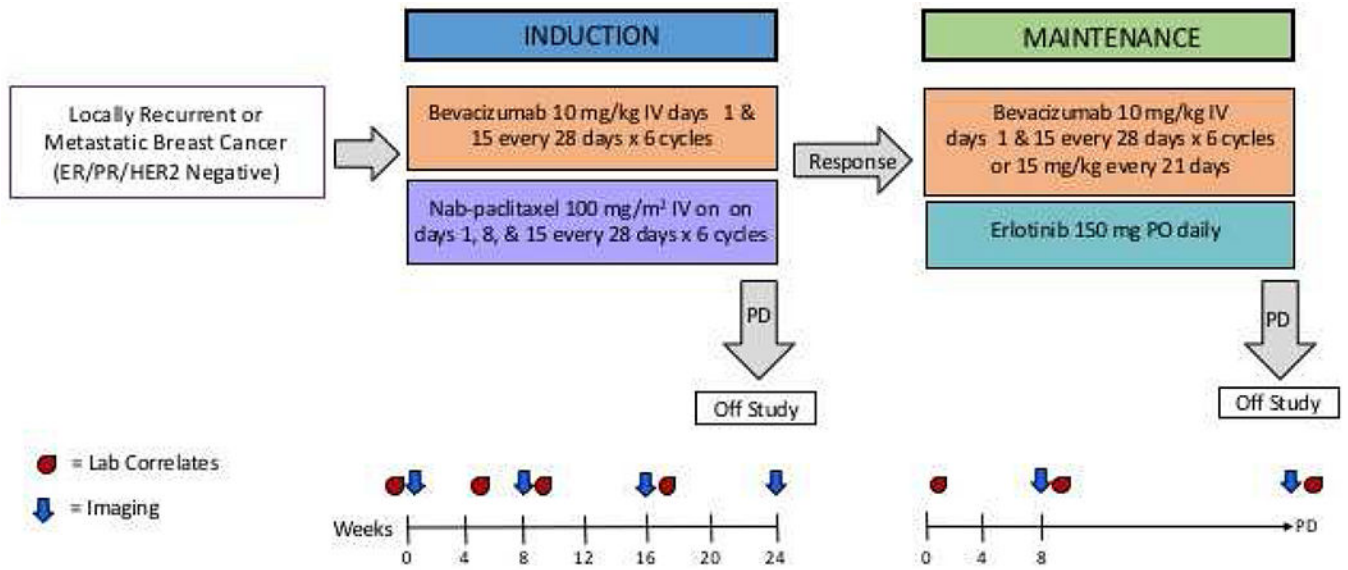 INDUCTION
MAINTENANCE
Locally Recurrent or
Metastatic Breast Cancer
(ER/PR/HER2 Negative)
Bevacizumab 10 mg/kg IV days 1 &
15 every 28 days x 6 cycles
Nab-paclitaxel 100 mg/m² IV on on
days 1, 8, & 15 every 28 days x 6 cycles
Response
Bevacizumab 10 mg/kg IV
days 1 & 15 every 28 days x 6 cycles
or 15 mg/kg every 21 days
Erlotinib 150 mg PO daily
PD
PD
Off Study
Off Study
= Lab Correlates
= Imaging
Weeks
0 4 8 12 16 20 24
0 4 8
PD